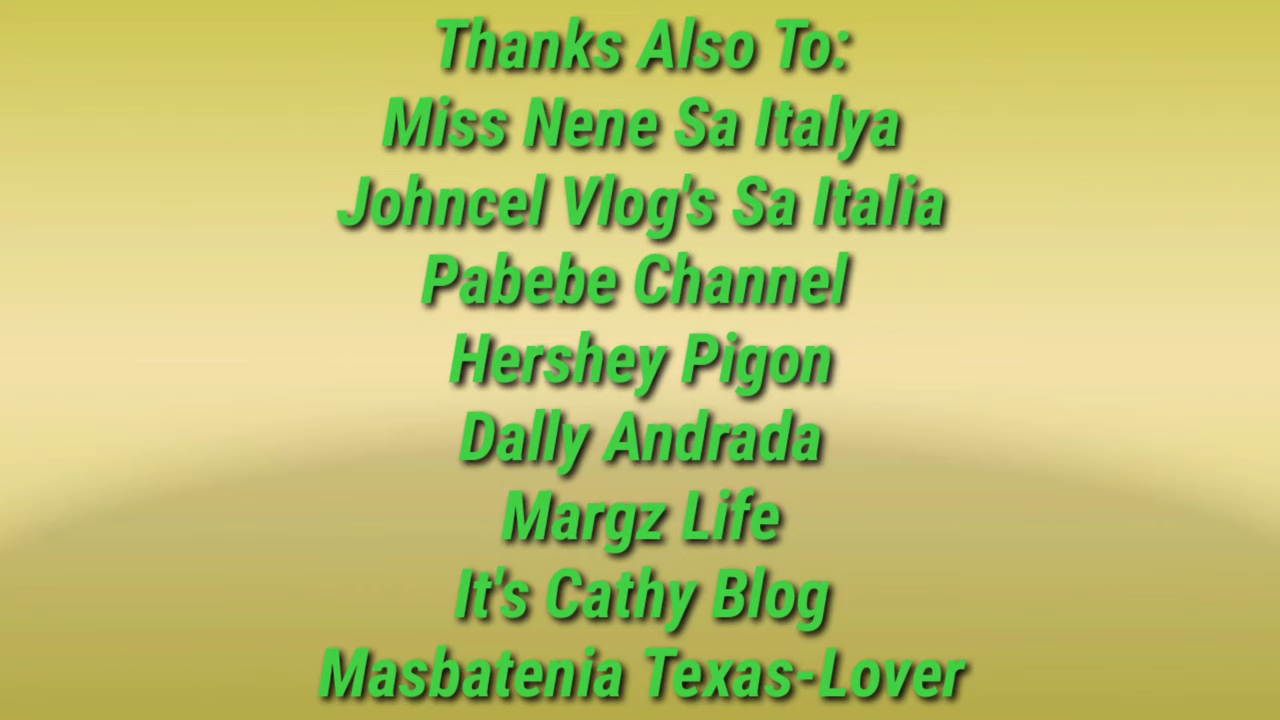 Thanks Also To:
Miss Nene Sa Italya
Johncel Vlog's Sa Italia
Pabebe Channel
Hershey Pigon
Dally Andrada
Margz Life
It's Cathy Blog
Masbatenia Texas-Lover